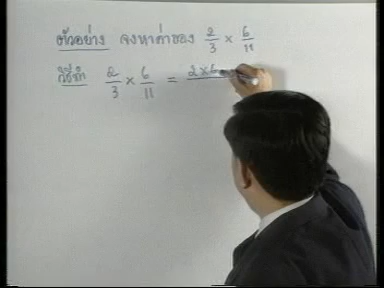 ตัวอย่าง จงหาค่าของ 2/3 × 6/11
วิธีทำ 2/3 × 6/11 = 2×6